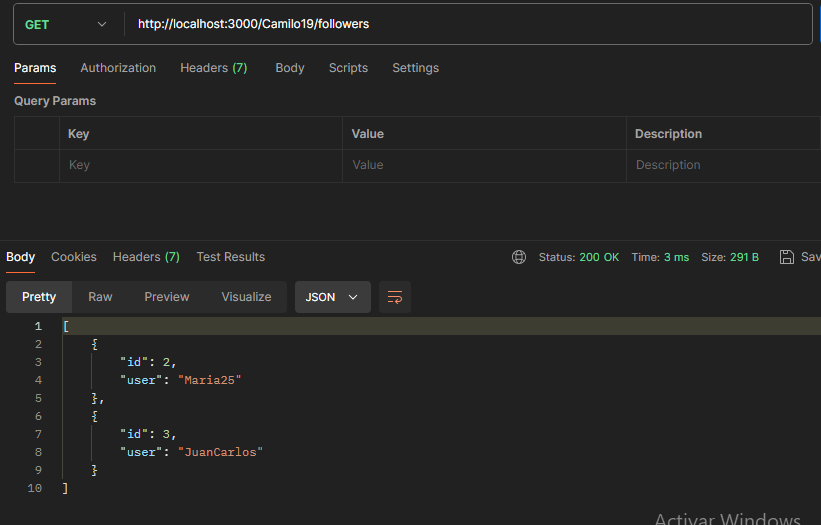 GET http://localhost:3000/Camilo19/followers
Params Authorization Headers (7) Body Scripts Settings
Query Params
Key Value Description
Key Value Description
Body Cookies Headers (7) Test Results Status: 200 OK Time: 3 ms Size: 291 B Sav
Pretty Raw Preview Visualize JSON
1 [
2 {
3 "id": 2,
4 "user": "Maria25"
5 },
6 {
7 "id": 3,
8 "user": "JuanCarlos"
9 }
10 ]
Activar Windows